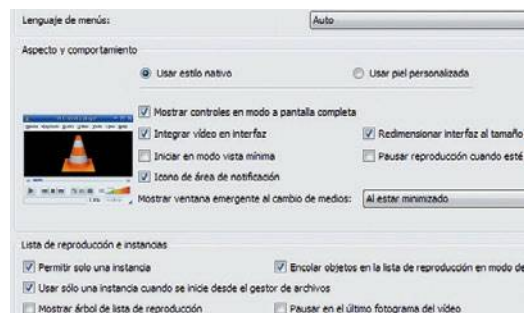 Lenguaje de menús: Auto
Aspecto y comportamiento
Usar estilo nativo Usar piel personalizada
Mostrar controles en modo a pantalla completa
Integrar vídeo en interfaz Redimensionar interfaz al tamaño
Iniciar en modo vista mínima Pausar reproducción cuando esté
Icono de área de notificación
Mostrar ventana emergente al cambio de medios: Al estar minimizado
Lista de reproducción e instancias
Permitir solo una instancia Encolar objetos en la lista de reproducción en modo de
Usar sólo una instancia cuando se inicie desde el gestor de archivos
Mostrar árbol de lista de reproducción Pausar en el último fotograma del vídeo